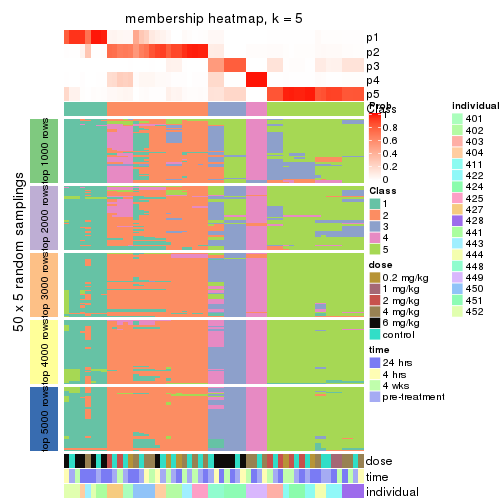 membership heatmap, k = 5
p1
p2
p3
p4
p5
50 x 5 random samplings
top 1000 rows
top 2000 rows
top 3000 rows
top 4000 rows
top 5000 rows
Class
dose
time
individual
Prob
1
0.8
0.6
0.4
0.2
0
Class
1
2
3
4
5
dose
0.2 mg/kg
1 mg/kg
2 mg/kg
4 mg/kg
6 mg/kg
control
time
24 hrs
4 hrs
4 wks
pre-treatment
individual
401
402
403
404
411
422
424
425
427
428
441
443
444
448
449
450
451
452